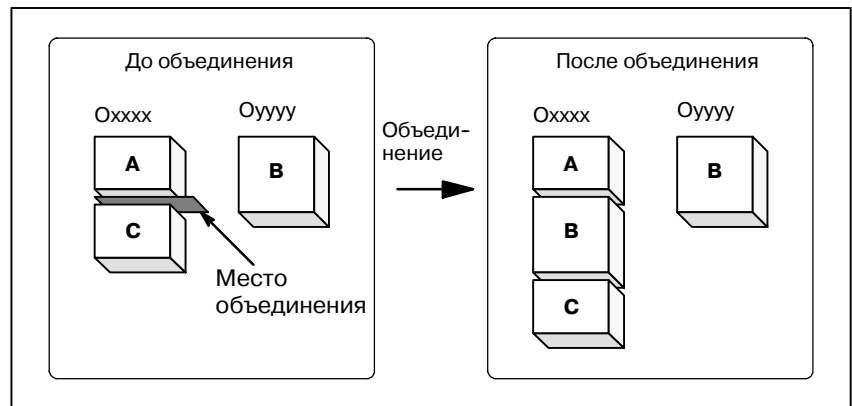 До объединения
После объединения
Oxxxx
Oyyyy
A
B
C
Место
объединения
Объеди-
нение
Oxxxx
Oyyyy
A
B
B
C